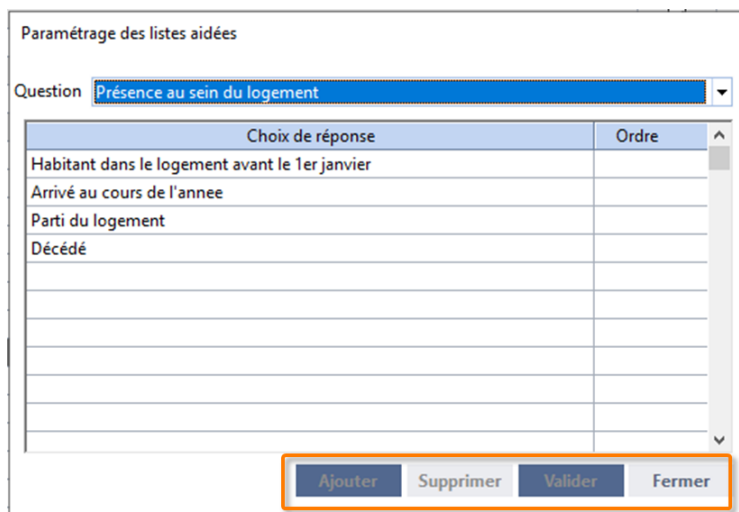 Paramétrage des listes aidées
Question Présence au sein du logement
Choix de réponse Ordre
Habitant dans le logement avant le 1er janvier
Arrivé au cours de l'annee
Parti du logement
Décédé
Ajouter Supprimer Valider Fermer